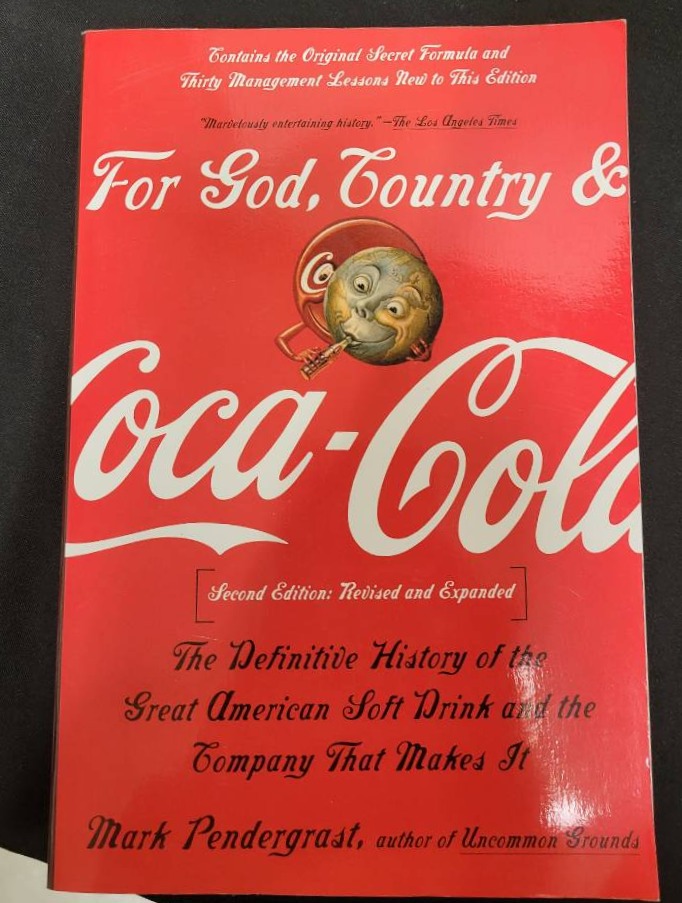 Contains the Original Secret Formula and
Thirty Management Lessons New to This Edition
"Marvelously entertaining history." —The Los Angeles Times
For God, Country &
Coca-Cola
Second Edition: Revised and Expanded
The Definitive History of the
Great American Soft Drink and the
Company That Makes It
Mark Pendergrast, author of Uncommon Grounds